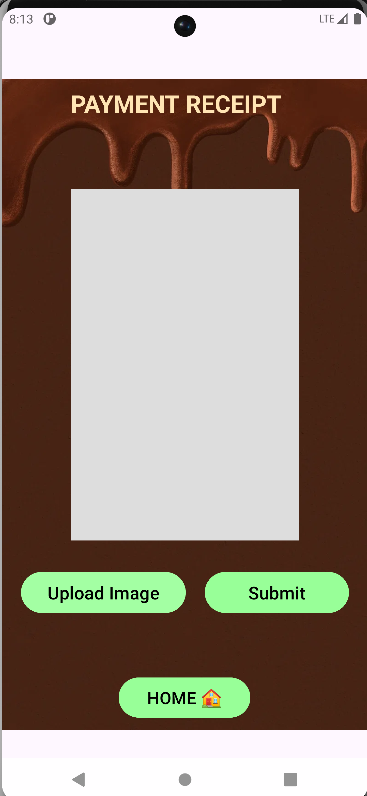 8:13
LTE
PAYMENT RECEIPT
Upload Image
Submit
HOME 🏠